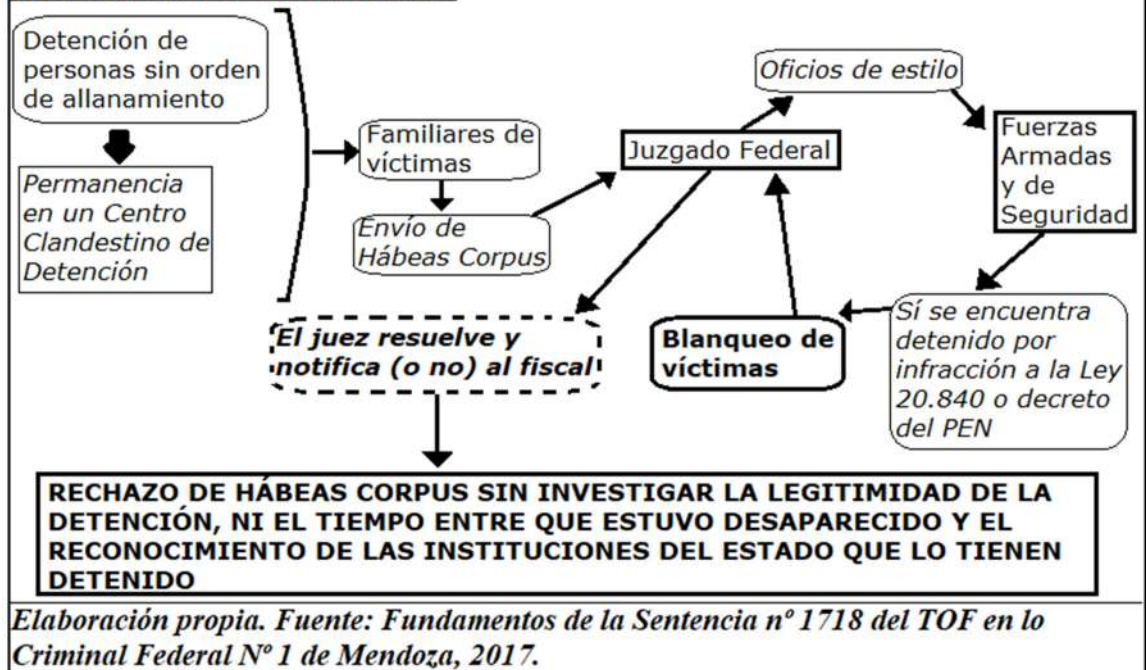 Detención de
personas sin orden
de allanamiento
Permanencia
en un Centro
Clandestino de
Detención
Familiares de
víctimas
Envío de
Hábeas Corpus
Juzgado Federal
Oficios de estilo
Fuerzas
Armadas
y de
Seguridad
Sí se encuentra
detenido por
infracción a la Ley
20.840 o decreto
del PEN
Blanqueo de
víctimas
El juez resuelve y
notifica (o no) al fiscal
RECHAZO DE HÁBEAS CORPUS SIN INVESTIGAR LA LEGITIMIDAD DE LA
DETENCIÓN, NI EL TIEMPO ENTRE QUE ESTUVO DESAPARECIDO Y EL
RECONOCIMIENTO DE LAS INSTITUCIONES DEL ESTADO QUE LO TIENEN
DETENIDO
Elaboración propia. Fuente: Fundamentos de la Sentencia nº 1718 del TOF en lo
Criminal Federal Nº 1 de Mendoza, 2017.